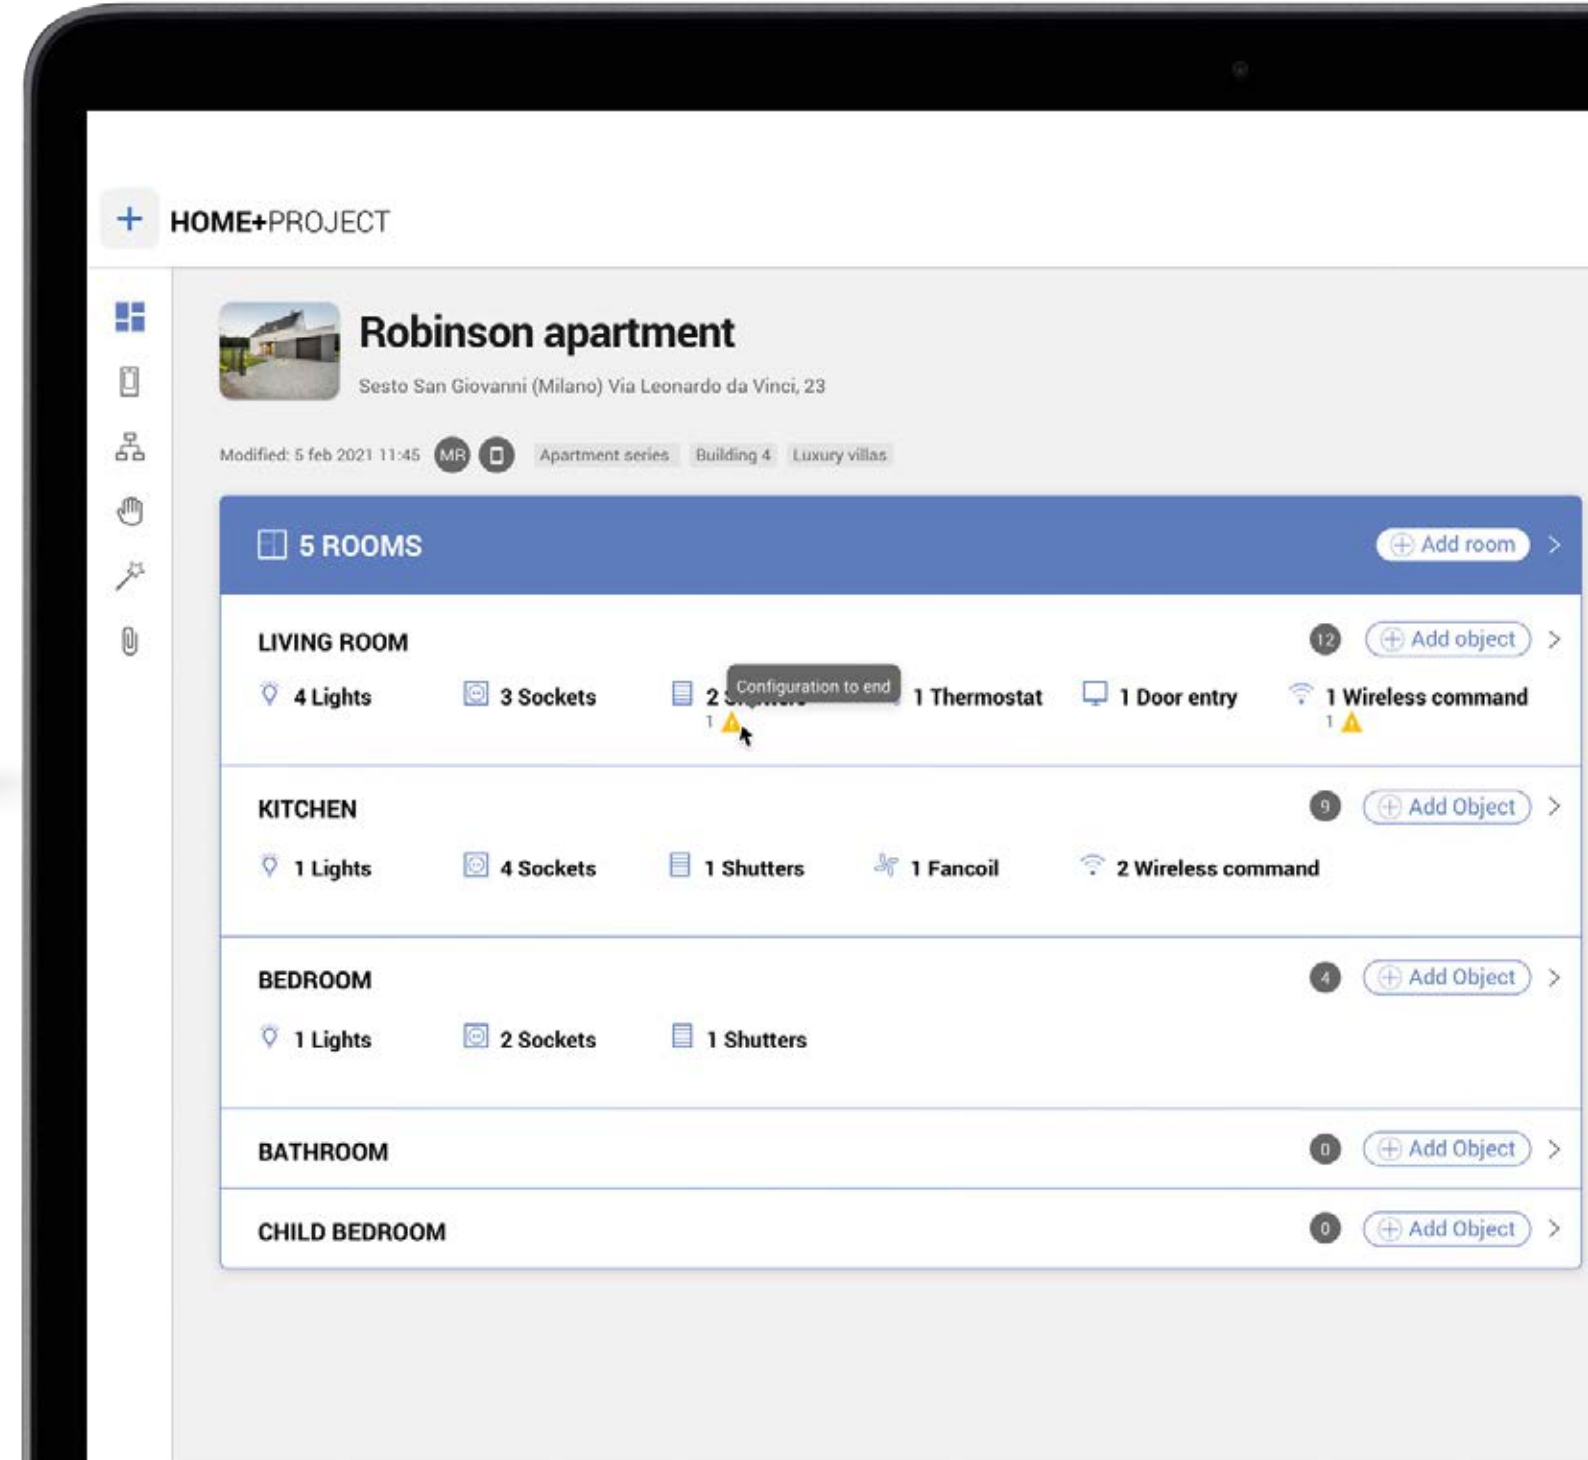 HOME+PROJECT
Robinson apartment
Sesto San Giovanni (Milano) Via Leonardo da Vinci, 23
Modified: 5 feb 2021 11:45 MR Apartment series Building 4 Luxury villas
5 ROOMS Add room
LIVING ROOM 12 Add object
Configuration to end
4 Lights 3 Sockets 2 1 Thermostat 1 Door entry 1 Wireless command
1 1
KITCHEN 9 Add Object
1 Lights 4 Sockets 1 Shutters 1 Fancoil 2 Wireless command
BEDROOM 4 Add Object
1 Lights 2 Sockets 1 Shutters
BATHROOM 0 Add Object
CHILD BEDROOM 0 Add Object